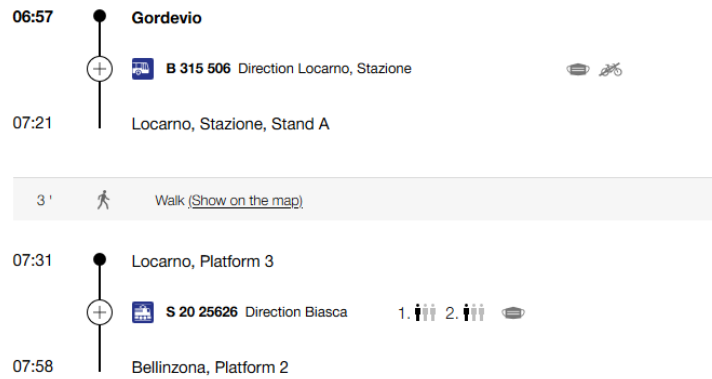 06:57 Gordevio
B 315 506 Direction Locarno, Stazione
07:21 Locarno, Stazione, Stand A
3 ' Walk (Show on the map)
07:31 Locarno, Platform 3
S 20 25626 Direction Biasca 1. 2.
07:58 Bellinzona, Platform 2